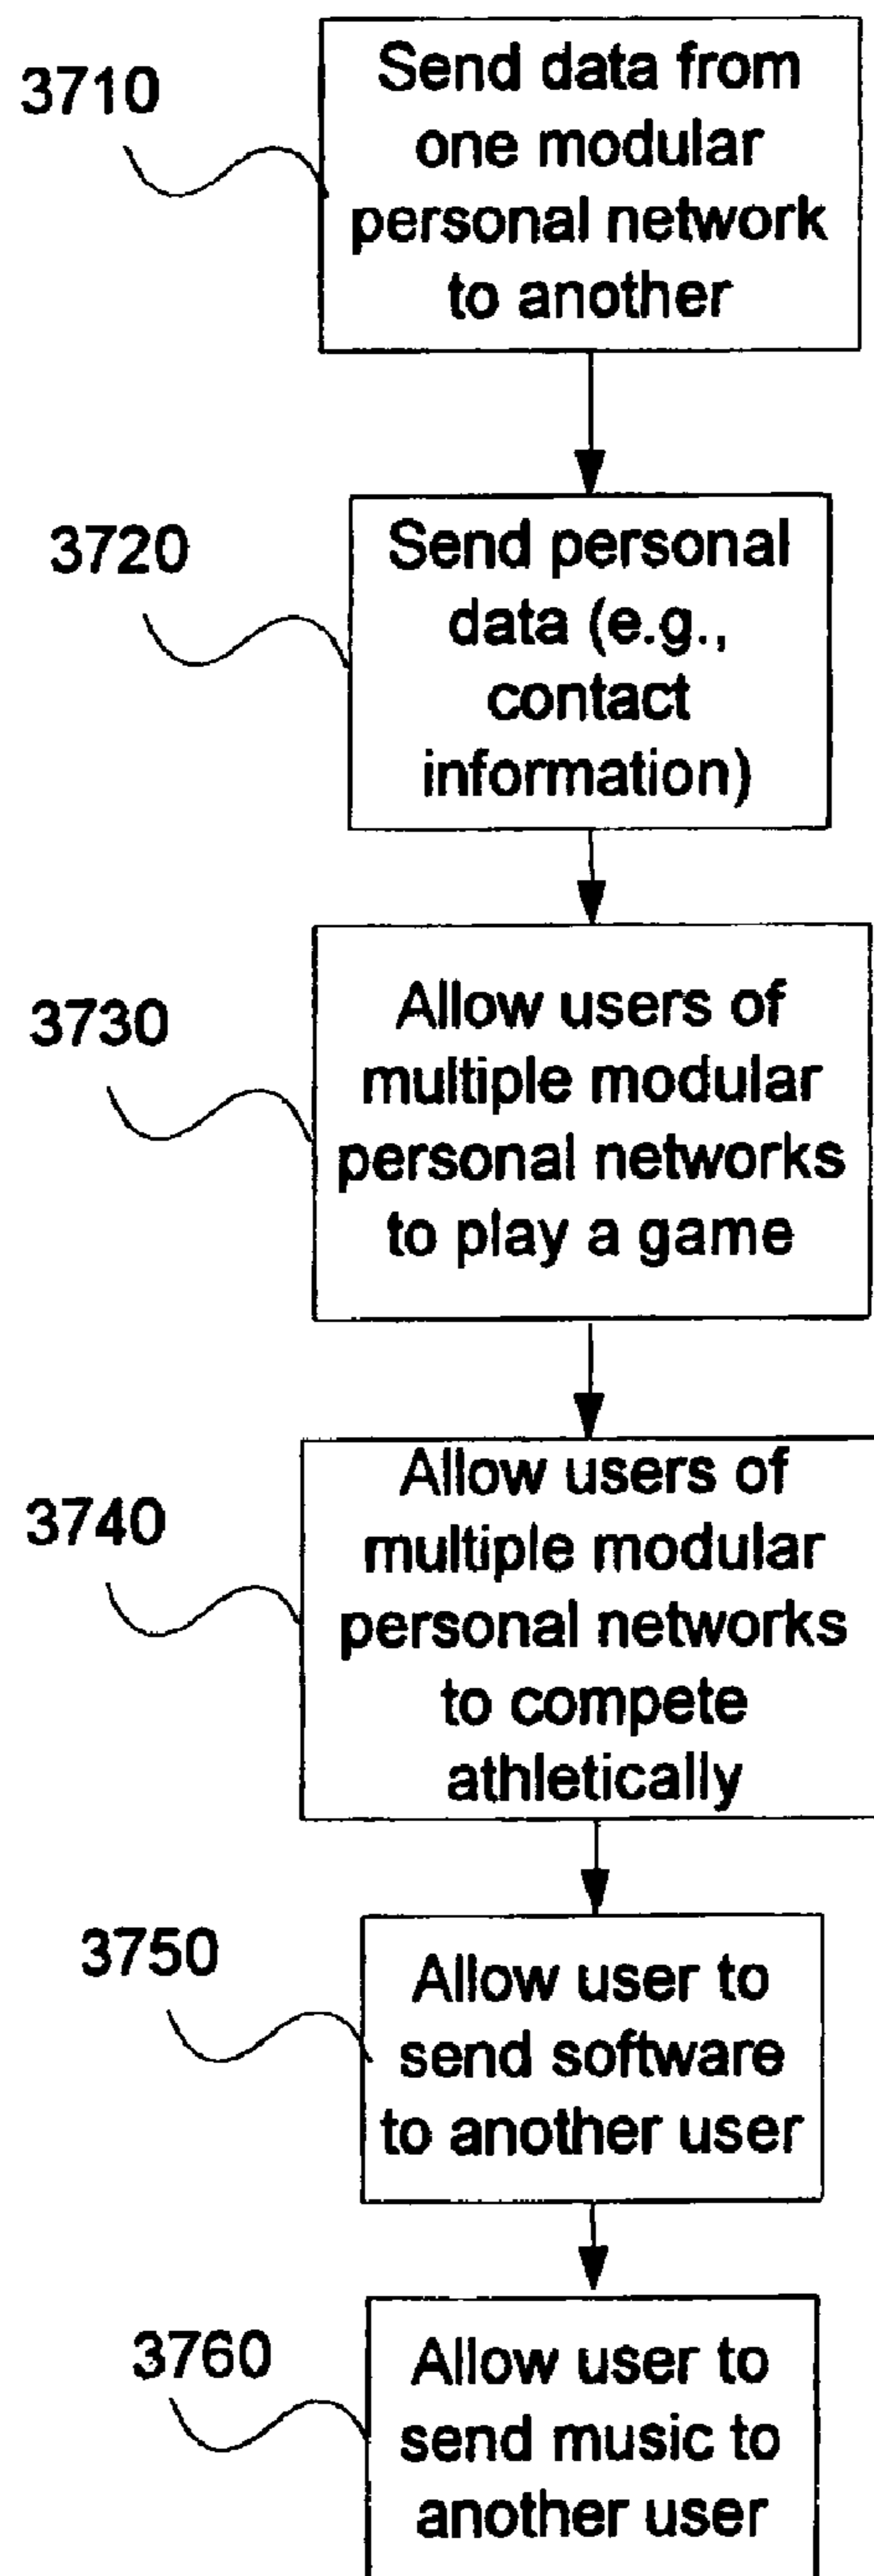 3710
Send data from
one modular
personal network
to another
3720
Send personal
data (e.g.,
contact
information)
3730
Allow users of
multiple modular
personal networks
to play a game
3740
Allow users of
multiple modular
personal networks
to compete
athletically
3750
Allow user to
send software
to another user
3760
Allow user to
send music to
another user